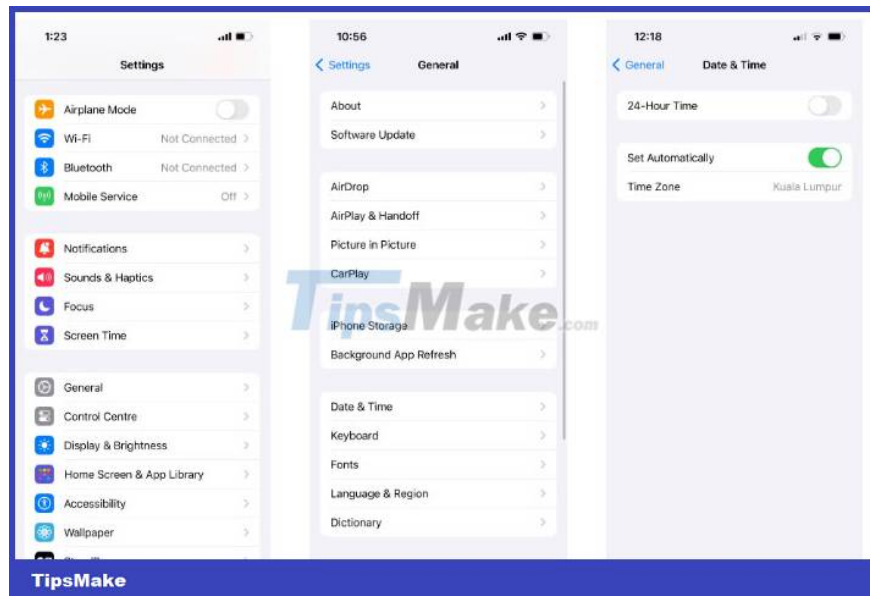 1:23
Settings
Airplane Mode
Wi-Fi Not Connected
Bluetooth Not Connected
Mobile Service Off
Notifications
Sounds & Haptics
Focus
Screen Time
General
Control Centre
Display & Brightness
Home Screen & App Library
Accessibility
Wallpaper
10:56
Settings General
About
Software Update
AirDrop
AirPlay & Handoff
Picture in Picture
CarPlay
iPhone Storage
Background App Refresh
Date & Time
Keyboard
Fonts
Language & Region
Dictionary
12:18
General Date & Time
24-Hour Time
Set Automatically
Time Zone Kuala Lumpur
TipsMake.com
TipsMake